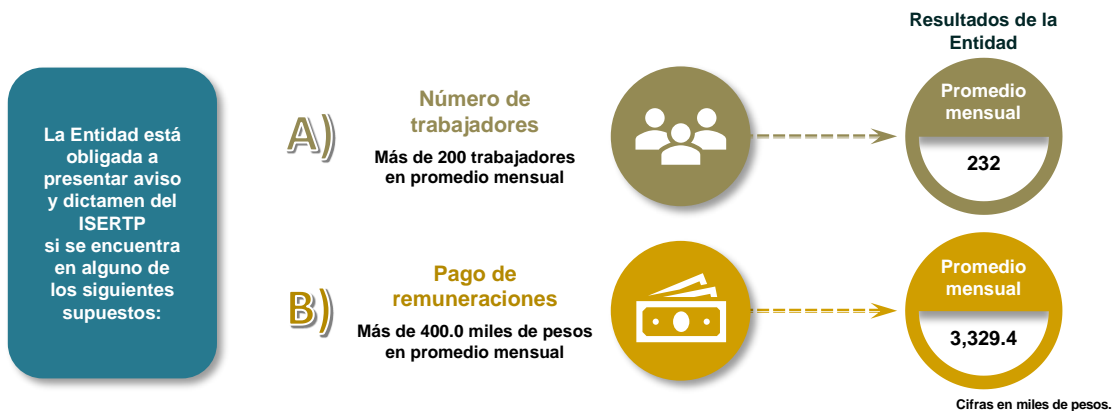 Resultados de la
Entidad
La Entidad está
obligada a
presentar aviso
y dictamen del
ISERTP
si se encuentra
en alguno de
los siguientes
supuestos:
A)
Número de
trabajadores
Más de 200 trabajadores
en promedio mensual
Promedio
mensual
232
B)
Pago de
remuneraciones
Más de 400.0 miles de pesos
en promedio mensual
Promedio
mensual
3,329.4
Cifras en miles de pesos.